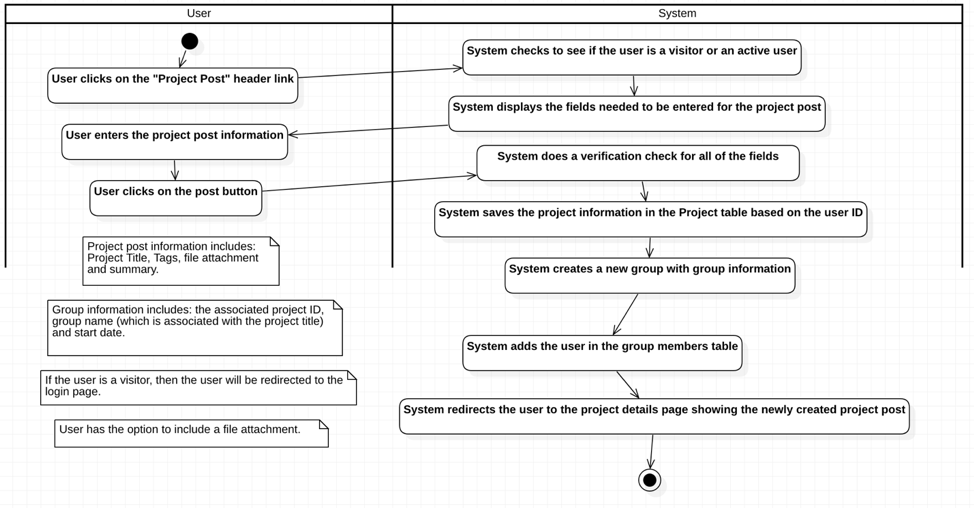 User
System
System checks to see if the user is a visitor or an active user
User clicks on the "Project Post" header link
System displays the fields needed to be entered for the project post
User enters the project post information
System does a verification check for all of the fields
User clicks on the post button
System saves the project information in the Project table based on the user ID
Project post information includes:
Project Title, Tags, file attachment
and summary.
System creates a new group with group information
Group information includes: the associated project ID,
group name (which is associated with the project title)
and start date.
System adds the user in the group members table
If the user is a visitor, then the user will be redirected to the
login page.
System redirects the user to the project details page showing the newly created project post
User has the option to include a file attachment.